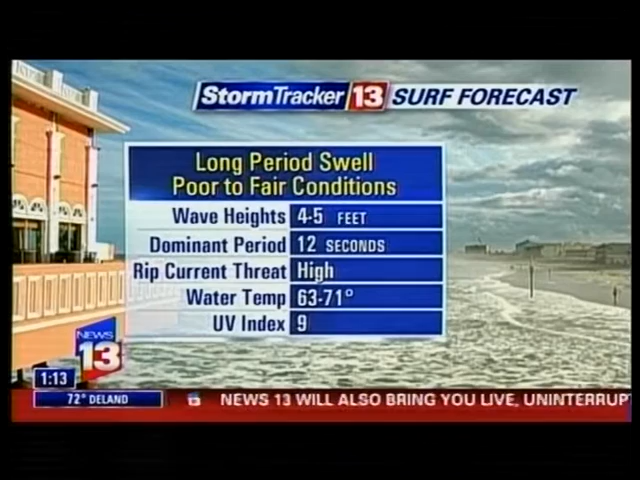 StormTracker 13 SURF FORECAST
Long Period Swell
Poor to Fair Conditions
Wave Heights 4-5 FEET
Dominant Period 12 SECONDS
Rip Current Threat High
Water Temp 63-71°
UV Index 9
NEWS
13
1:13
72° DELAND
NEWS 13 WILL ALSO BRING YOU LIVE, UNINTERRUP